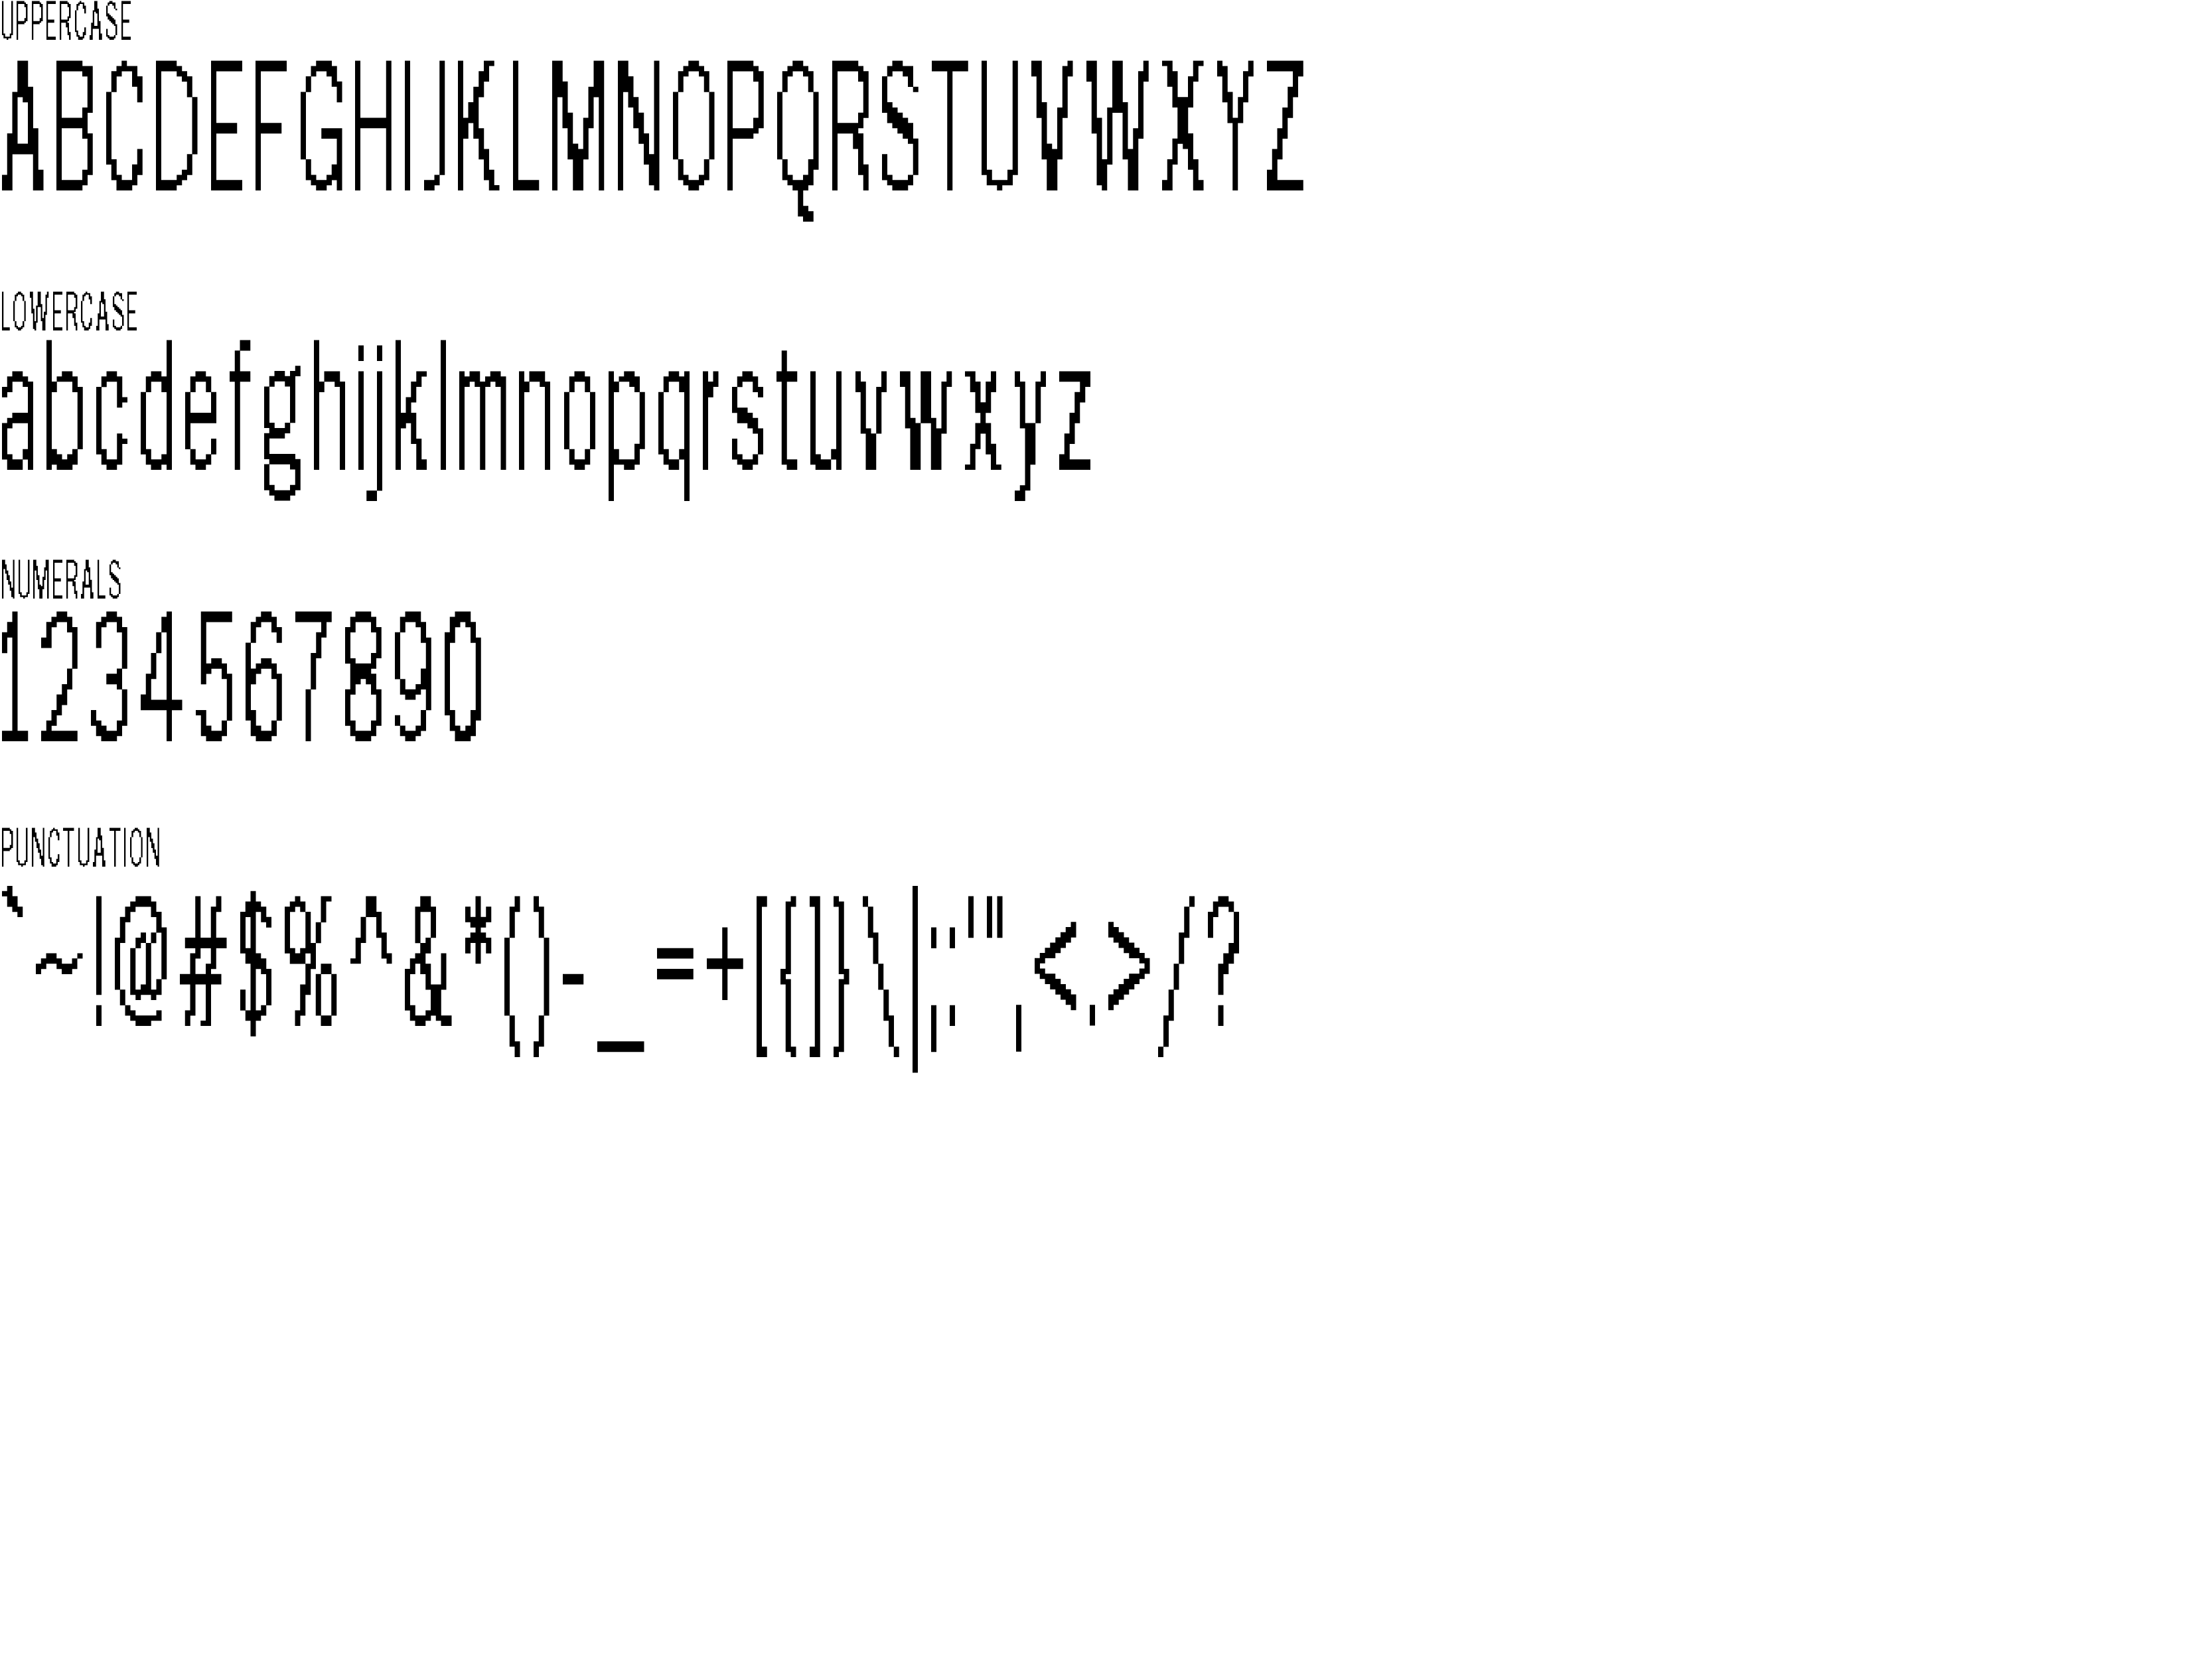 UPPERCASE
ABCDEFGHIJKLMNOPQRSTUVWXYZ
LOWERCASE
abcdefghijklmnopqrstuvwxyz
NUMERALS
1234567890
PUNCTUATION
`~!@#$%^&*()-_=+[{]}\|;:'",<.>/?